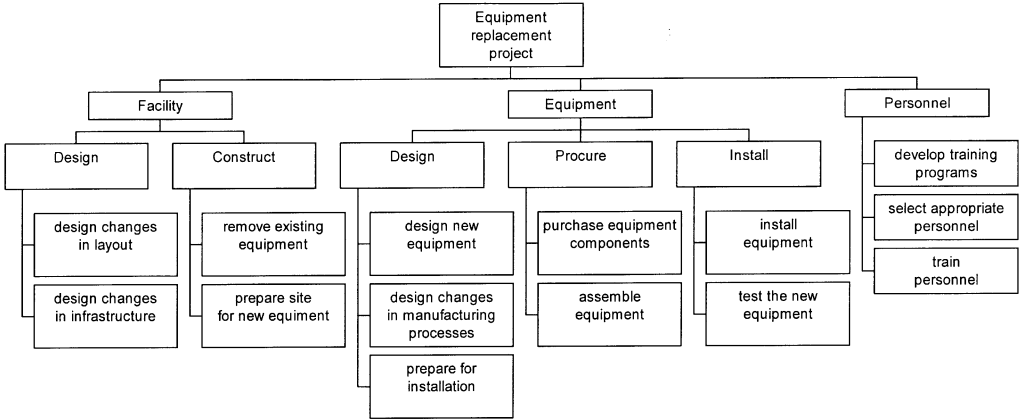 Equipment
replacement
project
Facility
Equipment
Personnel
Design
Construct
Design
Procure
Install
develop training
programs
select appropriate
personnel
train
personnel
design changes
in layout
design changes
in infrastructure
remove existing
equipment
prepare site
for new equiment
design new
equipment
design changes
in manufacturing
processes
prepare for
installation
purchase equipment
components
assemble
equipment
install
equipment
test the new
equipment